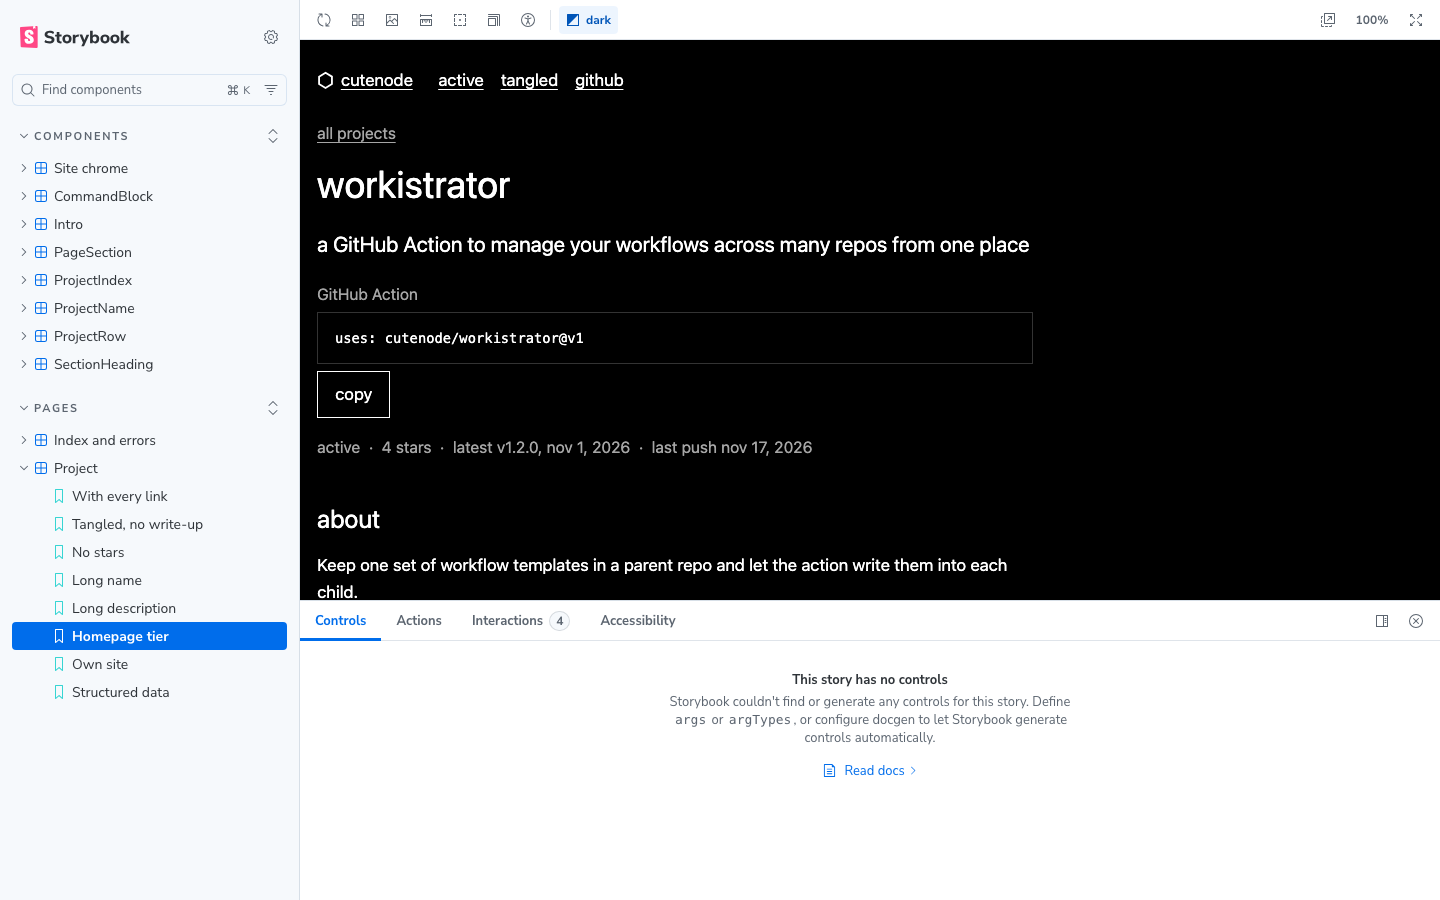 Storybook
Find components
⌘ K
COMPONENTS
Site chrome
CommandBlock
Intro
PageSection
ProjectIndex
ProjectName
ProjectRow
SectionHeading
PAGES
Index and errors
Project
With every link
Tangled, no write-up
No stars
Long name
Long description
Homepage tier
Own site
Structured data
dark
100%
cutenode active tangled github
all projects
workistrator
a GitHub Action to manage your workflows across many repos from one place
GitHub Action
uses: cutenode/workistrator@v1
copy
active · 4 stars · latest v1.2.0, nov 1, 2026 · last push nov 17, 2026
about
Keep one set of workflow templates in a parent repo and let the action write them into each
child.
Controls Actions Interactions 4 Accessibility
This story has no controls
Storybook couldn't find or generate any controls for this story. Define
args or argTypes, or configure docgen to let Storybook generate
controls automatically.
Read docs